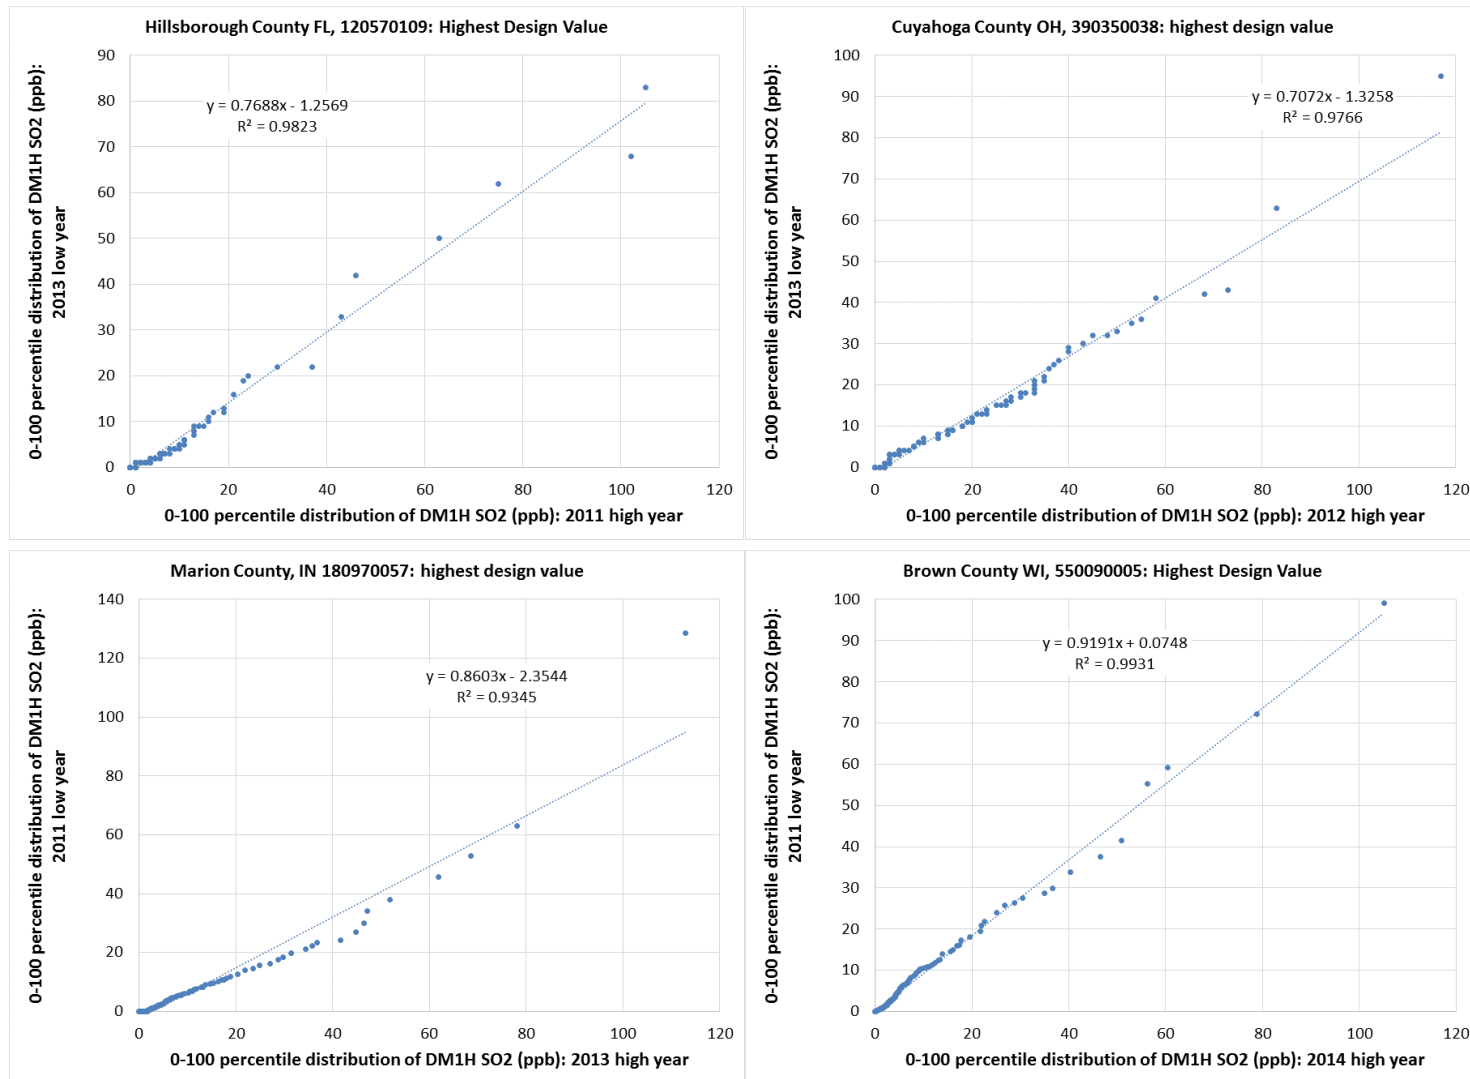 Hillsborough County FL, 120570109: Highest Design Value
0-100 percentile distribution of DM1H SO2 (ppb):
2013 low year
90
80
70
60
50
40
30
20
10
0
y = 0.7688x - 1.2569
R² = 0.9823
0 20 40 60 80 100 120
0-100 percentile distribution of DM1H SO2 (ppb): 2011 high year
Cuyahoga County OH, 390350038: highest design value
0-100 percentile distribution of DM1H SO2 (ppb):
2013 low year
100
90
80
70
60
50
40
30
20
10
0
y = 0.7072x - 1.3258
R² = 0.9766
0 20 40 60 80 100 120
0-100 percentile distribution of DM1H SO2 (ppb): 2012 high year
Marion County, IN 180970057: highest design value
0-100 percentile distribution of DM1H SO2 (ppb):
2011 low year
140
120
100
80
60
40
20
0
y = 0.8603x - 2.3544
R² = 0.9345
0 20 40 60 80 100 120
0-100 percentile distribution of DM1H SO2 (ppb): 2013 high year
Brown County WI, 550090005: Highest Design Value
0-100 percentile distribution of DM1H SO2 (ppb):
2011 low year
100
90
80
70
60
50
40
30
20
10
0
y = 0.9191x + 0.0748
R² = 0.9931
0 20 40 60 80 100 120
0-100 percentile distribution of DM1H SO2 (ppb): 2014 high year